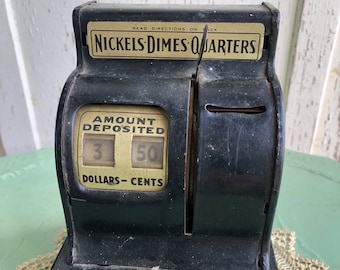 READ DIRECTIONS ON BACK
NICKELS·DIMES·QUARTERS
AMOUNT
DEPOSITED
3 50
DOLLARS-CENTS